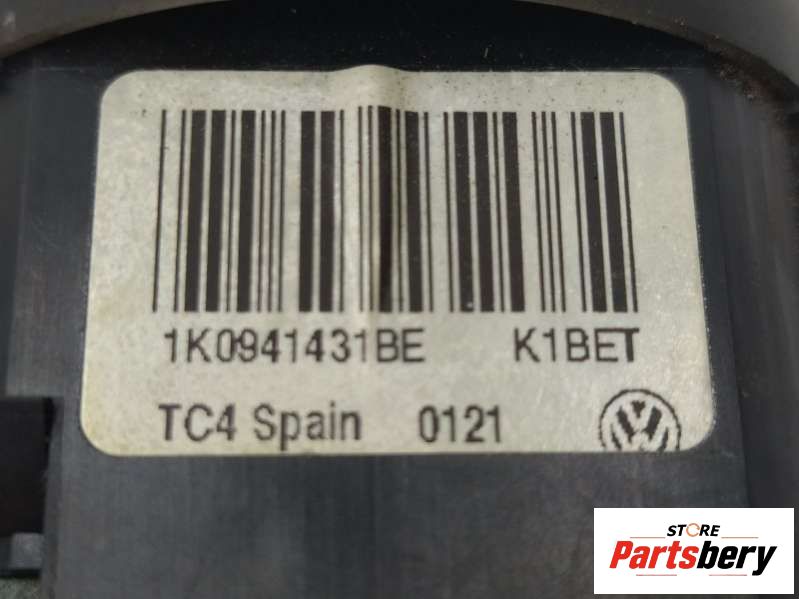 1K0941431BE K1BET
TC4 Spain 0121
STORE
Partsbery